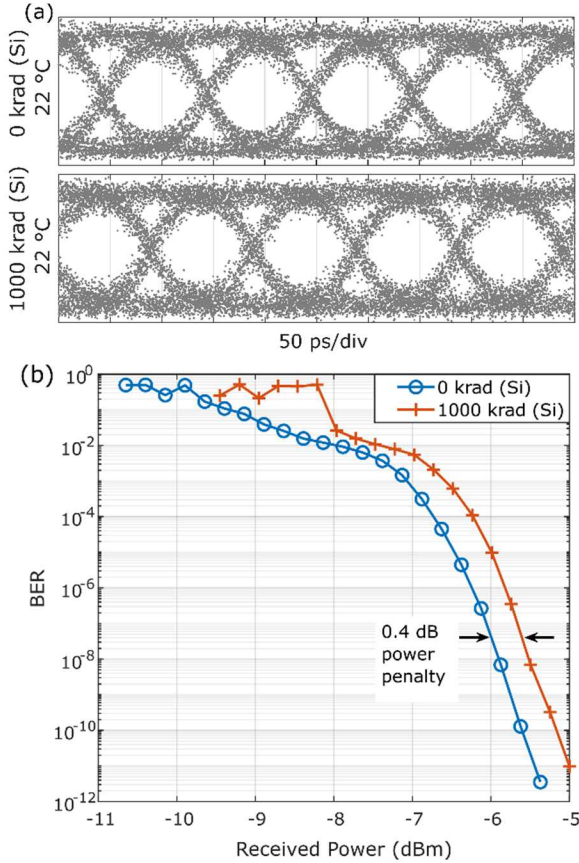 (a)
0 krad (Si)
22 °C
1000 krad (Si)
22 °C
50 ps/div
(b)
10^0
10^-2
10^-4
10^-6
10^-8
10^-10
10^-12
BER
0 krad (Si)
1000 krad (Si)
0.4 dB
power
penalty
-11 -10 -9 -8 -7 -6 -5
Received Power (dBm)